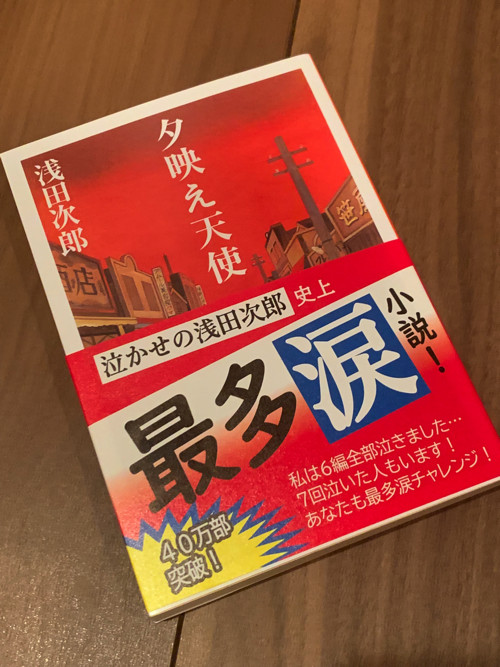 夕映え天使
浅田次郎
泣かせの浅田次郎 史上
最多涙小説!
私は6編全部泣きました…
7回泣いた人もいます!
あなたも最多涙チャレンジ!
40万部
突破!